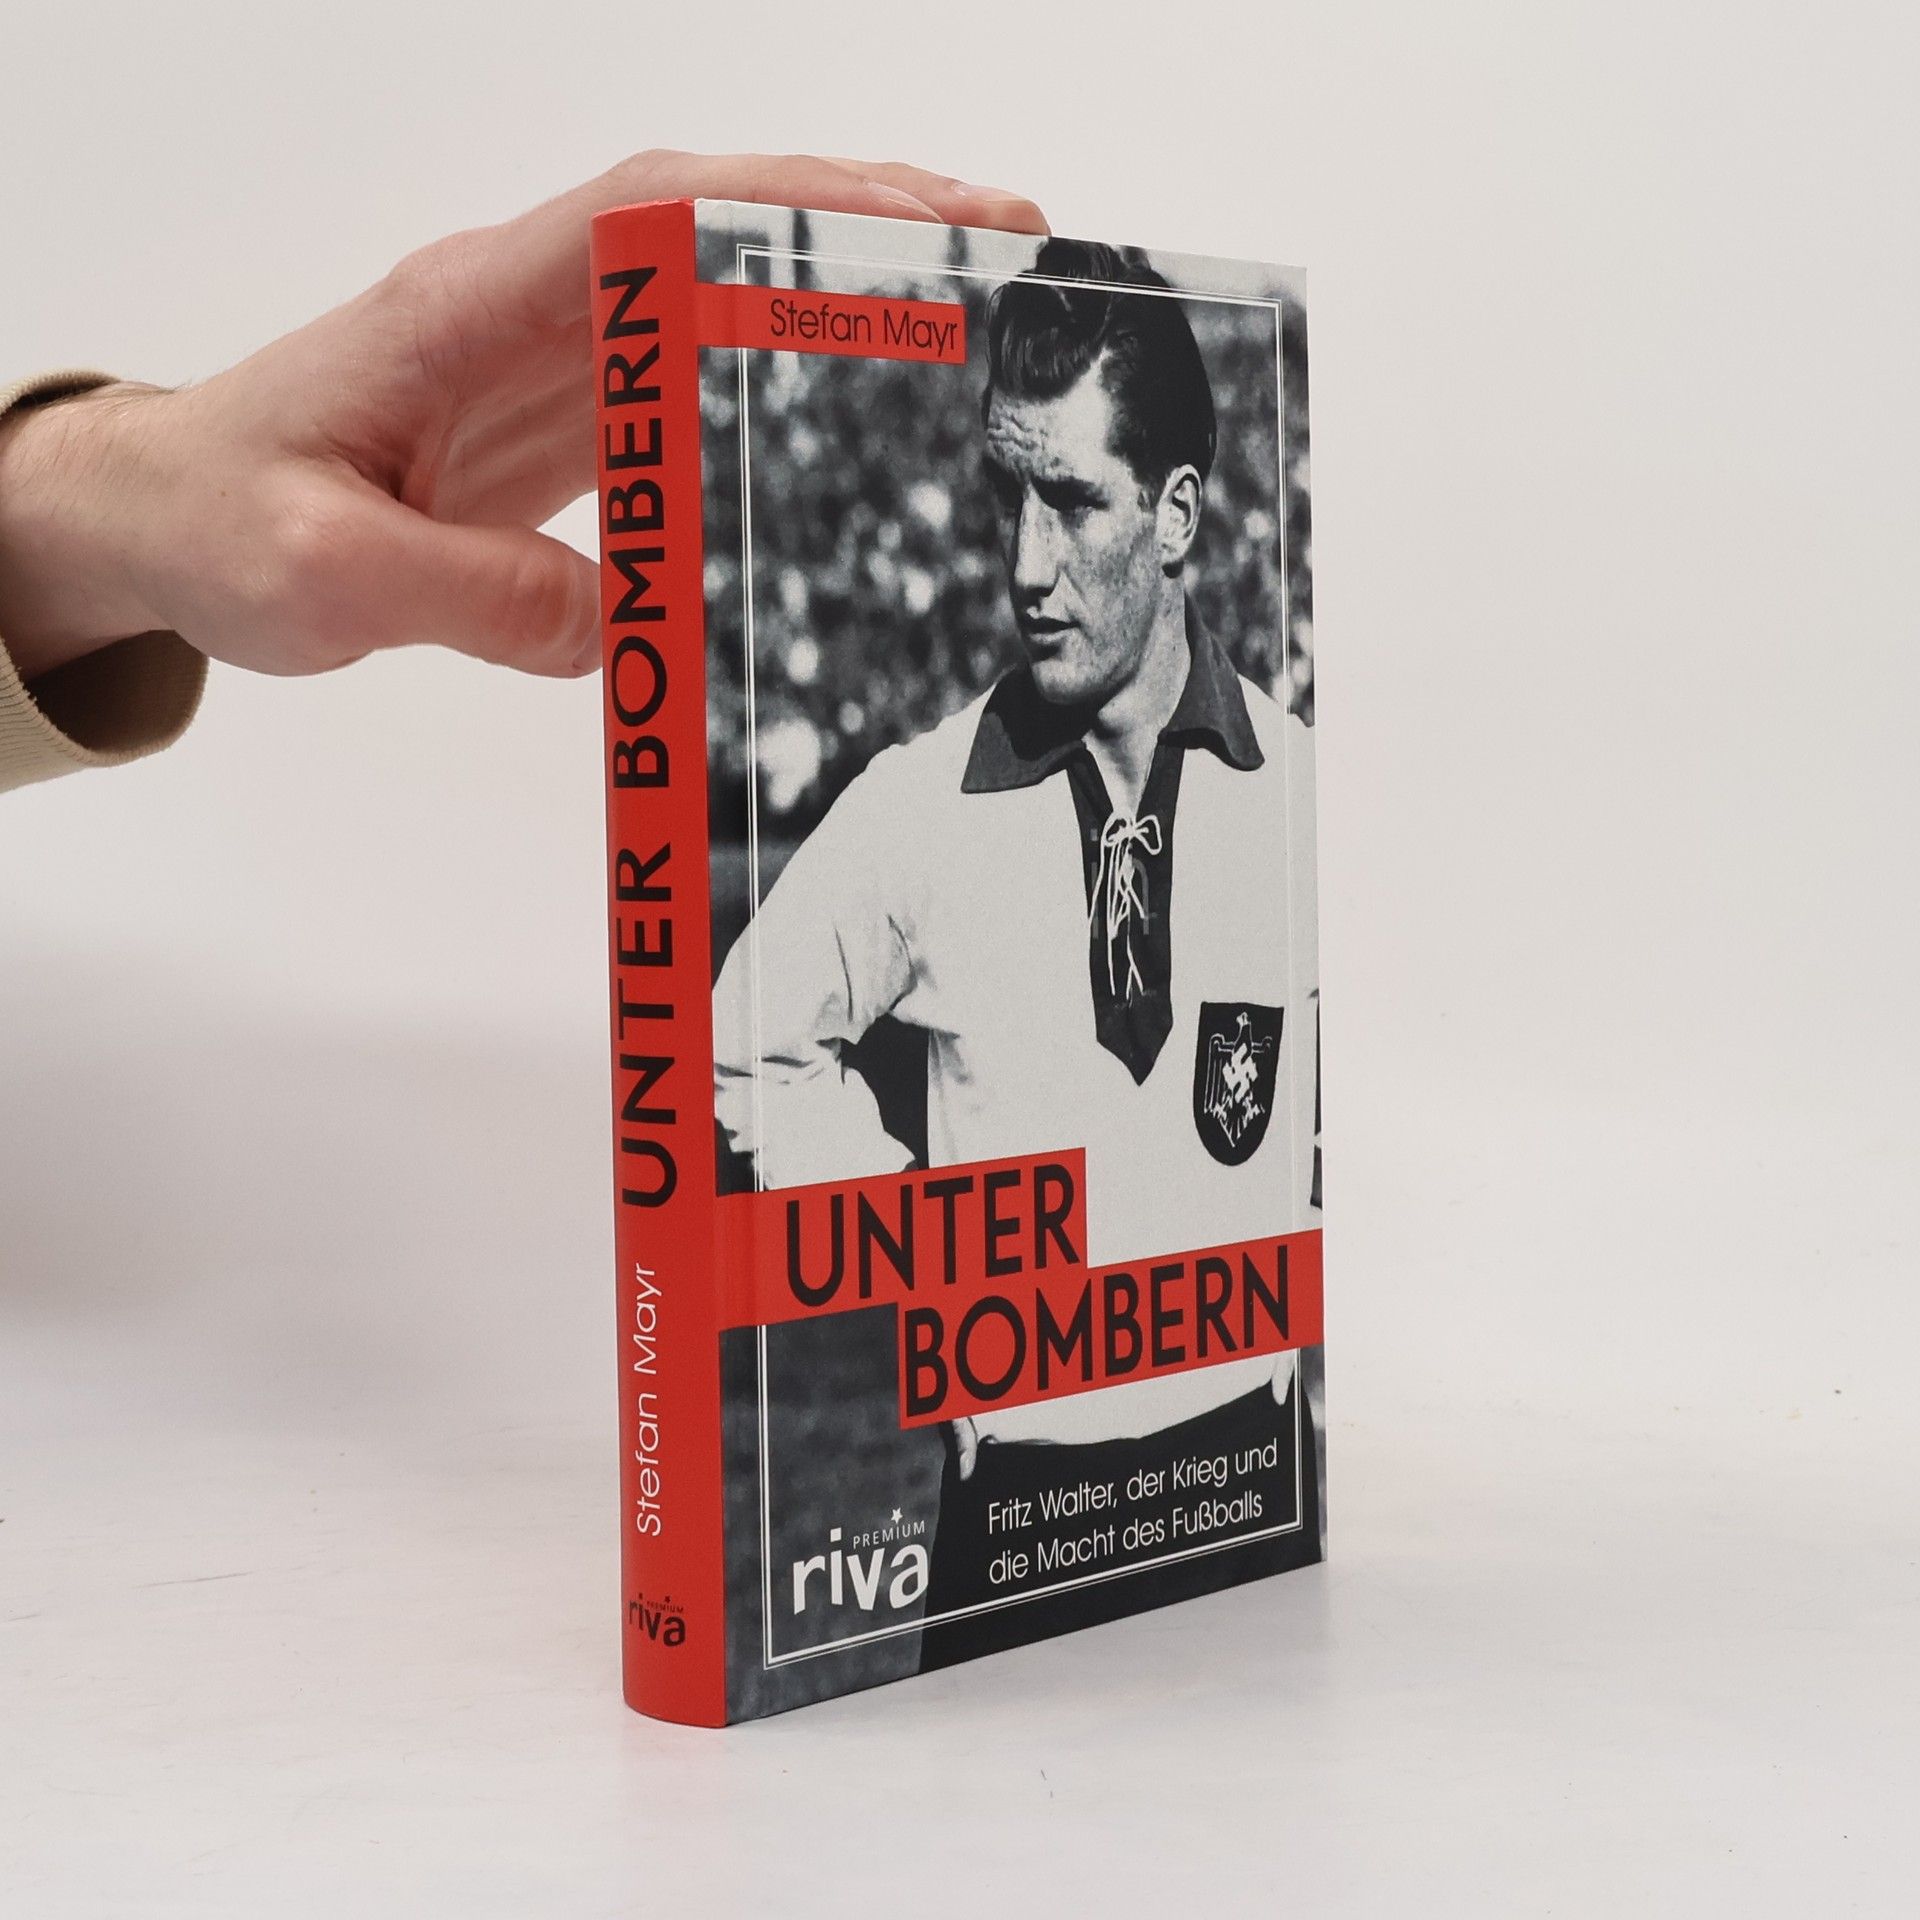 UNTER BOMBERN
Stefan Mayr
PREMIUM
riva
Stefan Mayr
UNTER
BOMBERN
Fritz Walter, der Krieg und
die Macht des Fußballs
PREMIUM
riva